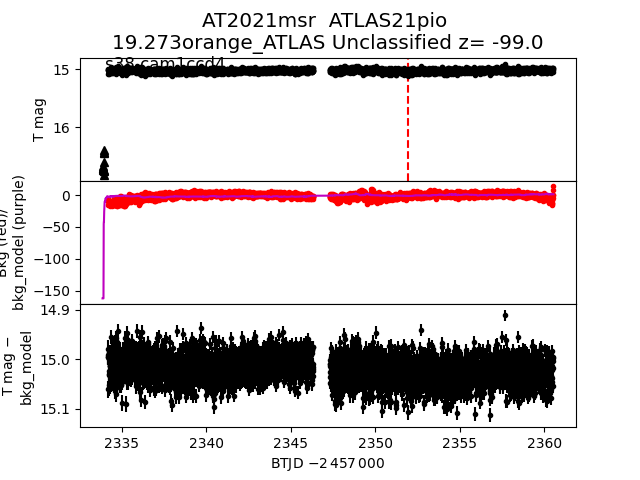 AT2021msr  ATLAS21pio
19.273orange_ATLAS Unclassified z= -99.0
s38 cam1ccd4
15
16
T mag
0
−50
−100
−150
Bkg (red)/
bkg_model (purple)
14.9
15.0
15.1
T mag −
bkg_model
2335
2340
2345
2350
2355
2360
BTJD −2 457 000